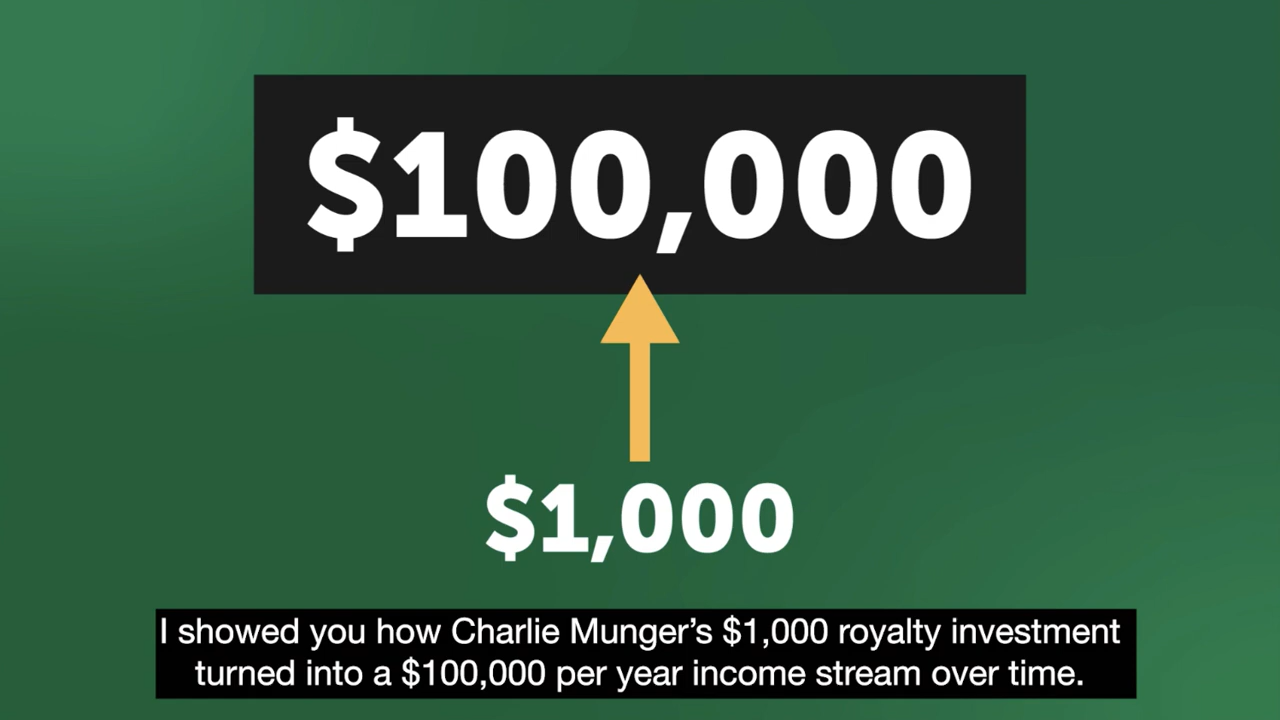 $100,000
$1,000
I showed you how Charlie Munger’s $1,000 royalty investment
turned into a $100,000 per year income stream over time.